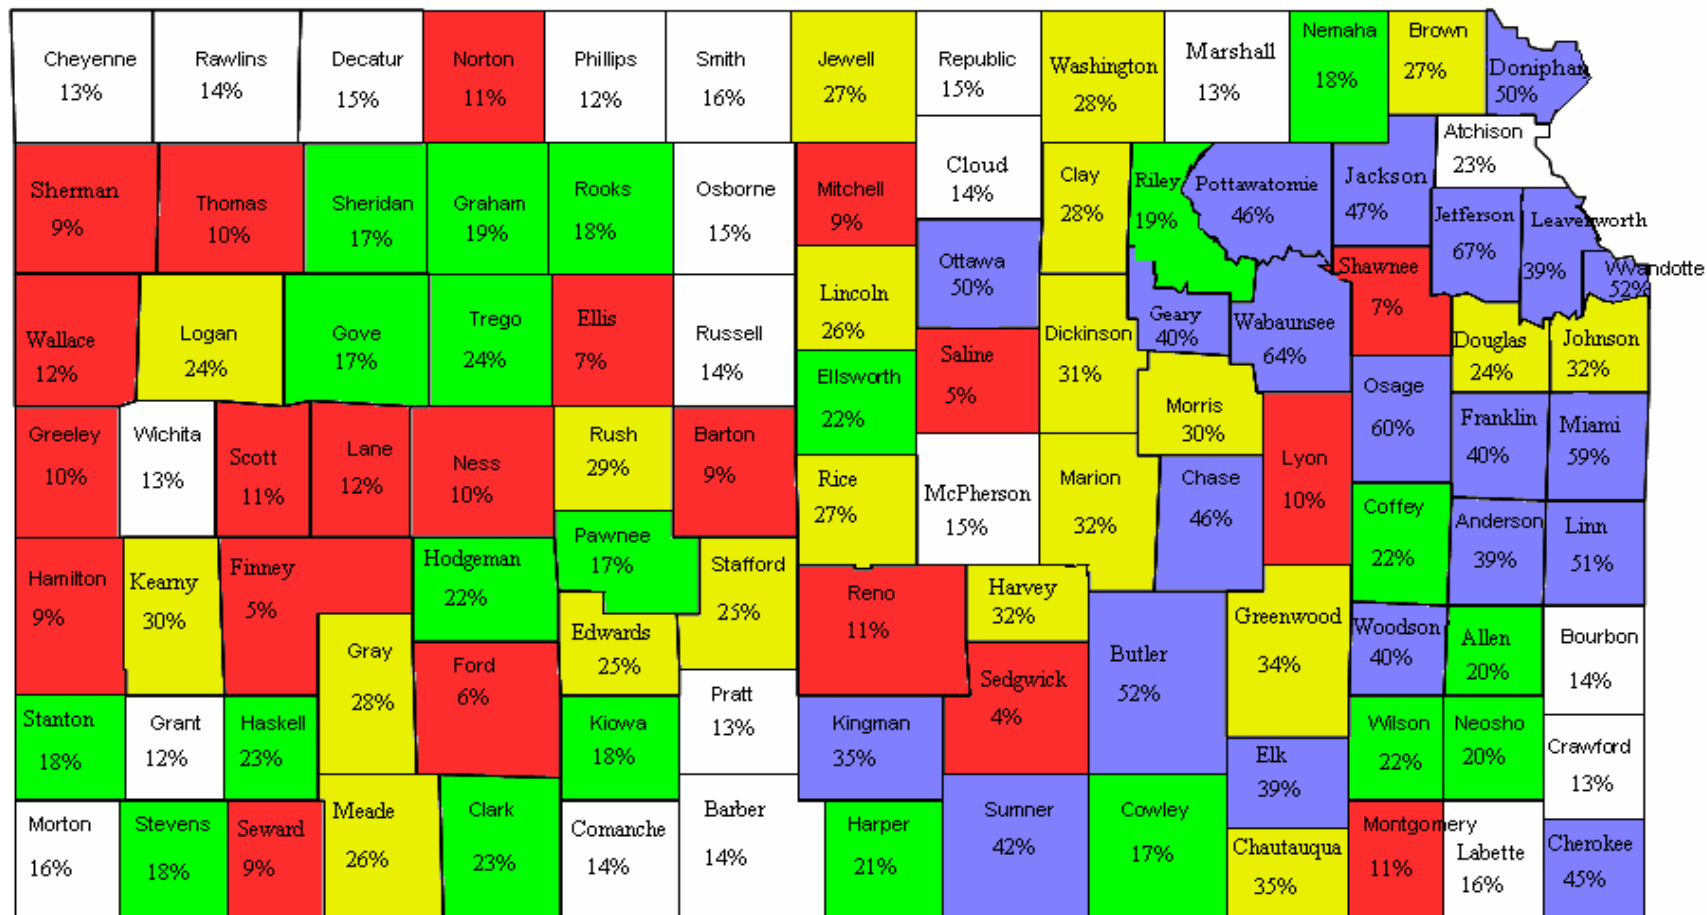 Cheyenne
13%
Rawlins
14%
Decatur
15%
Norton
11%
Phillips
12%
Smith
16%
Jewell
27%
Republic
15%
Washington
28%
Marshall
13%
Nemaha
18%
Brown
27%
Doniphan
50%
Atchison
23%
Sherman
9%
Thomas
10%
Sheridan
17%
Graham
19%
Rooks
18%
Osborne
15%
Mitchell
9%
Cloud
14%
Clay
28%
Riley
19%
Pottawatomie
46%
Jackson
47%
Jefferson
67%
Leavenworth
39%
Wyandotte
52%
Ottawa
50%
Shawnee
7%
Wallace
12%
Logan
24%
Gove
17%
Trego
24%
Ellis
7%
Russell
14%
Lincoln
26%
Saline
5%
Dickinson
31%
Geary
40%
Wabaunsee
64%
Douglas
24%
Johnson
32%
Ellsworth
22%
Morris
30%
Osage
60%
Franklin
40%
Miami
59%
Greeley
10%
Wichita
13%
Scott
11%
Lane
12%
Ness
10%
Rush
29%
Barton
9%
Rice
27%
McPherson
15%
Marion
32%
Chase
46%
Lyon
10%
Coffey
22%
Anderson
39%
Linn
51%
Hamilton
9%
Kearny
30%
Finney
5%
Hodgeman
22%
Pawnee
17%
Stafford
25%
Reno
11%
Harvey
32%
Butler
52%
Greenwood
34%
Woodson
40%
Allen
20%
Bourbon
14%
Gray
28%
Ford
6%
Edwards
25%
Pratt
13%
Sedgwick
4%
Stanton
18%
Grant
12%
Haskell
23%
Kiowa
18%
Kingman
35%
Elk
39%
Wilson
22%
Neosho
20%
Crawford
13%
Morton
16%
Stevens
18%
Seward
9%
Meade
26%
Clark
23%
Comanche
14%
Barber
14%
Harper
21%
Sumner
42%
Cowley
17%
Chautauqua
35%
Montgomery
11%
Labette
16%
Cherokee
45%